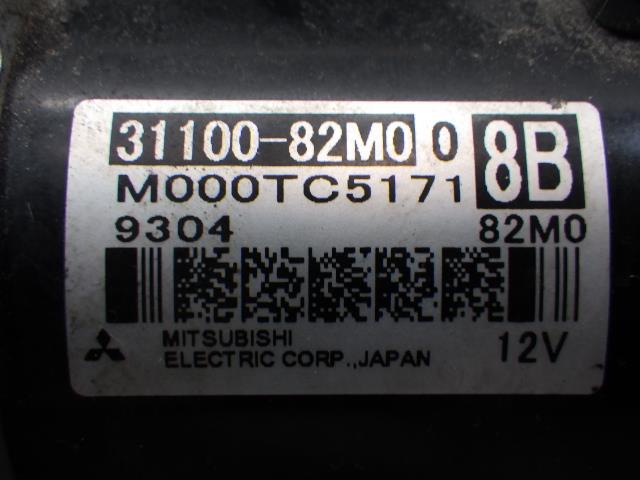 31100-82M0 0 8B
M000TC5171
9304 82M0
MITSUBISHI
ELECTRIC CORP.,JAPAN 12V